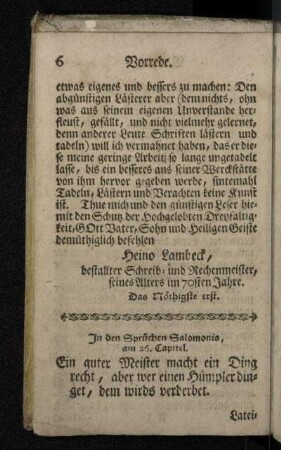 6 Vorrede.
etwas eigenes und bessers zu machen: Den
abgünstigen Lästerer aber (dem nichts, ohn
was aus seinem eigenen Unverstande her-
fleust, gefällt, und nicht vielmehr gelernet,
denn anderer Leute Schriften lästern und
tadeln) will ich vermahnet haben, das er die-
se meine geringe Arbeit so lange ungetadelt
lasse, bis ein besseres aus seiner Werckstätte
von ihm hervor gegeben werde, sintemahl
Tadeln, Lästern und Verachten keine Kunst
ist. Thue mich und den günstigen Leser hie-
mit den Schutz der Hochgelobten Dreyfaltig-
keit, GOtt Vater, Sohn und Heiligen Geiste
demüthiglich befehlen
Heino Lambeck,
bestallter Schreib- und Rechenmeister,
seines Alters im 70sten Jahre.
Das Nöthigste erst.
In den Sprüchen Salomonis,
am 26. Capitel.
Ein guter Meister macht ein Ding
recht, aber wer einen Hümpler din-
get, dem wirds verderbet.
Latei-